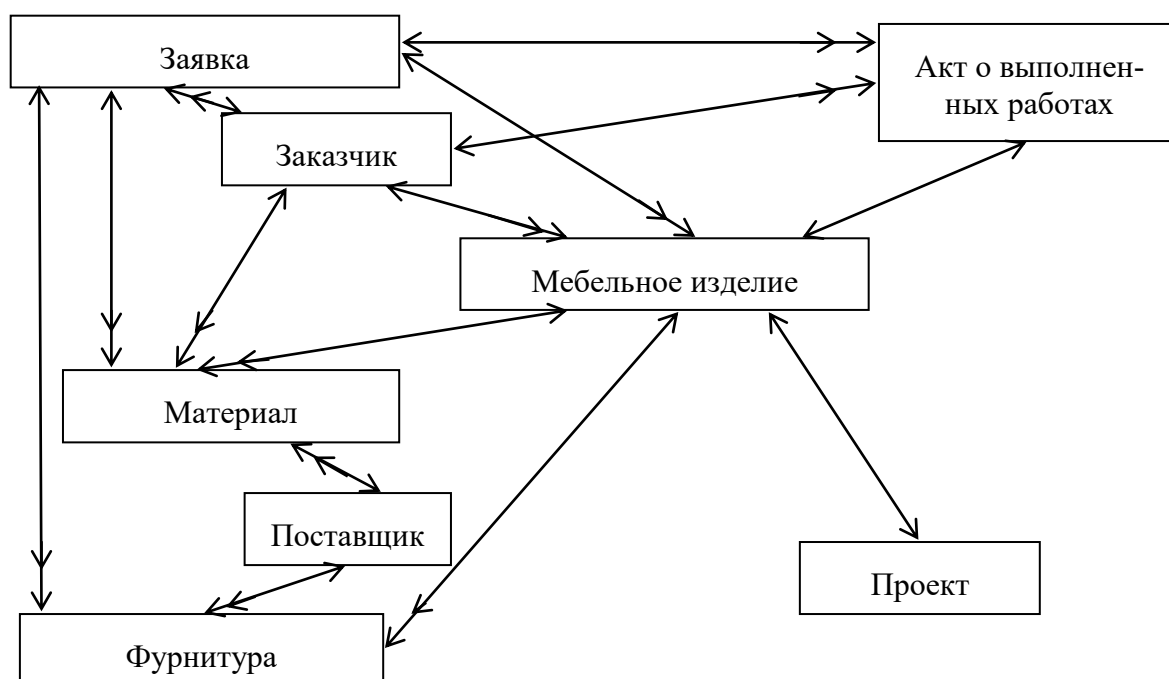 Заявка
Акт о выполнен-
ных работах
Заказчик
Мебельное изделие
Материал
Поставщик
Проект
Фурнитура